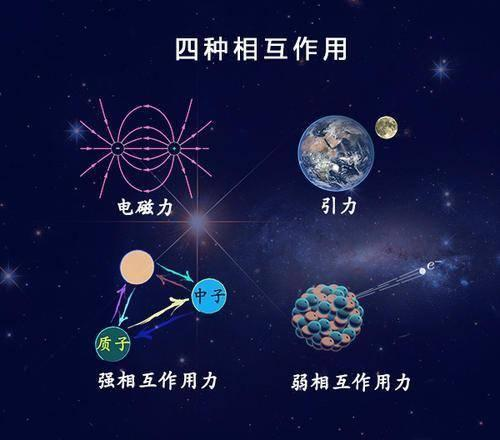 四种相互作用
- +
电磁力
引力
e-
中子
质子
强相互作用力
弱相互作用力